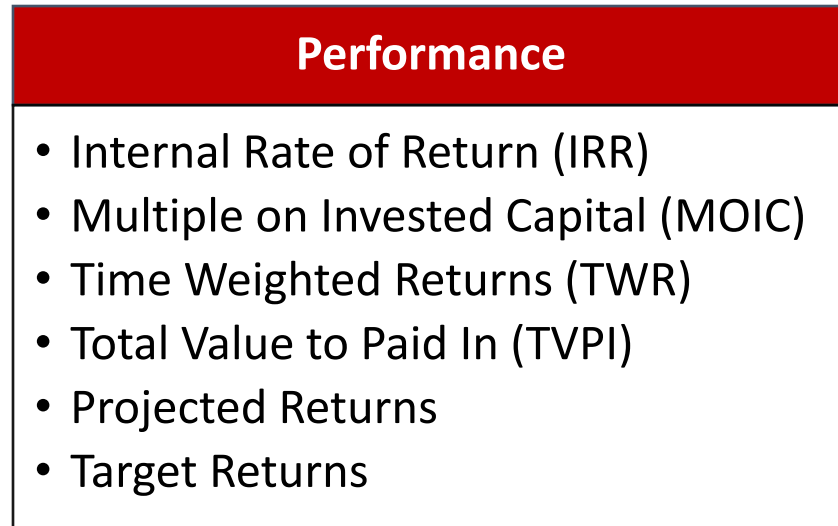 Performance
• Internal Rate of Return (IRR)
• Multiple on Invested Capital (MOIC)
• Time Weighted Returns (TWR)
• Total Value to Paid In (TVPI)
• Projected Returns
• Target Returns